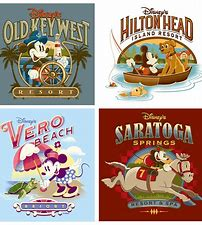 Disney's
OLD KEY WEST
RESORT
Disney's
HILTON HEAD
ISLAND RESORT
Disney's
VERO
BEACH
RESORT
Disney's
SARATOGA
SPRINGS
RESORT & SPA